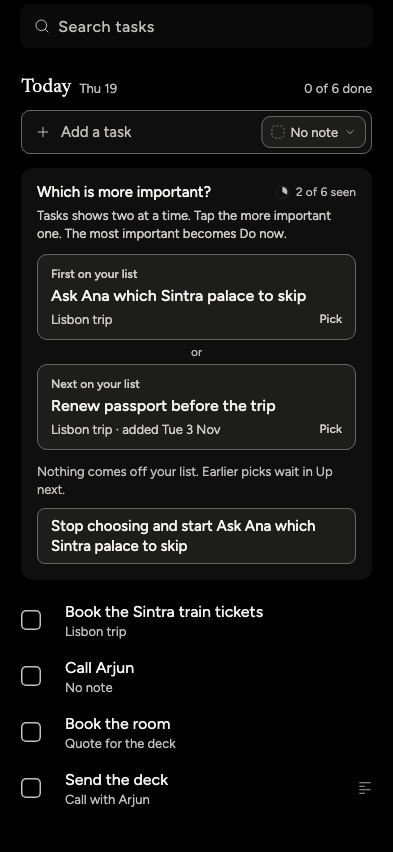 Search tasks
Today Thu 19
0 of 6 done
Add a task
No note
Which is more important?
2 of 6 seen
Tasks shows two at a time. Tap the more important
one. The most important becomes Do now.
First on your list
Ask Ana which Sintra palace to skip
Lisbon trip
Pick
or
Next on your list
Renew passport before the trip
Lisbon trip · added Tue 3 Nov
Pick
Nothing comes off your list. Earlier picks wait in Up
next.
Stop choosing and start Ask Ana which
Sintra palace to skip
Book the Sintra train tickets
Lisbon trip
Call Arjun
No note
Book the room
Quote for the deck
Send the deck
Call with Arjun